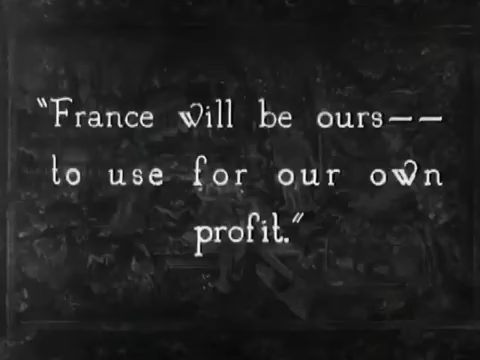 "France will be ours——
to use for our own
profit."